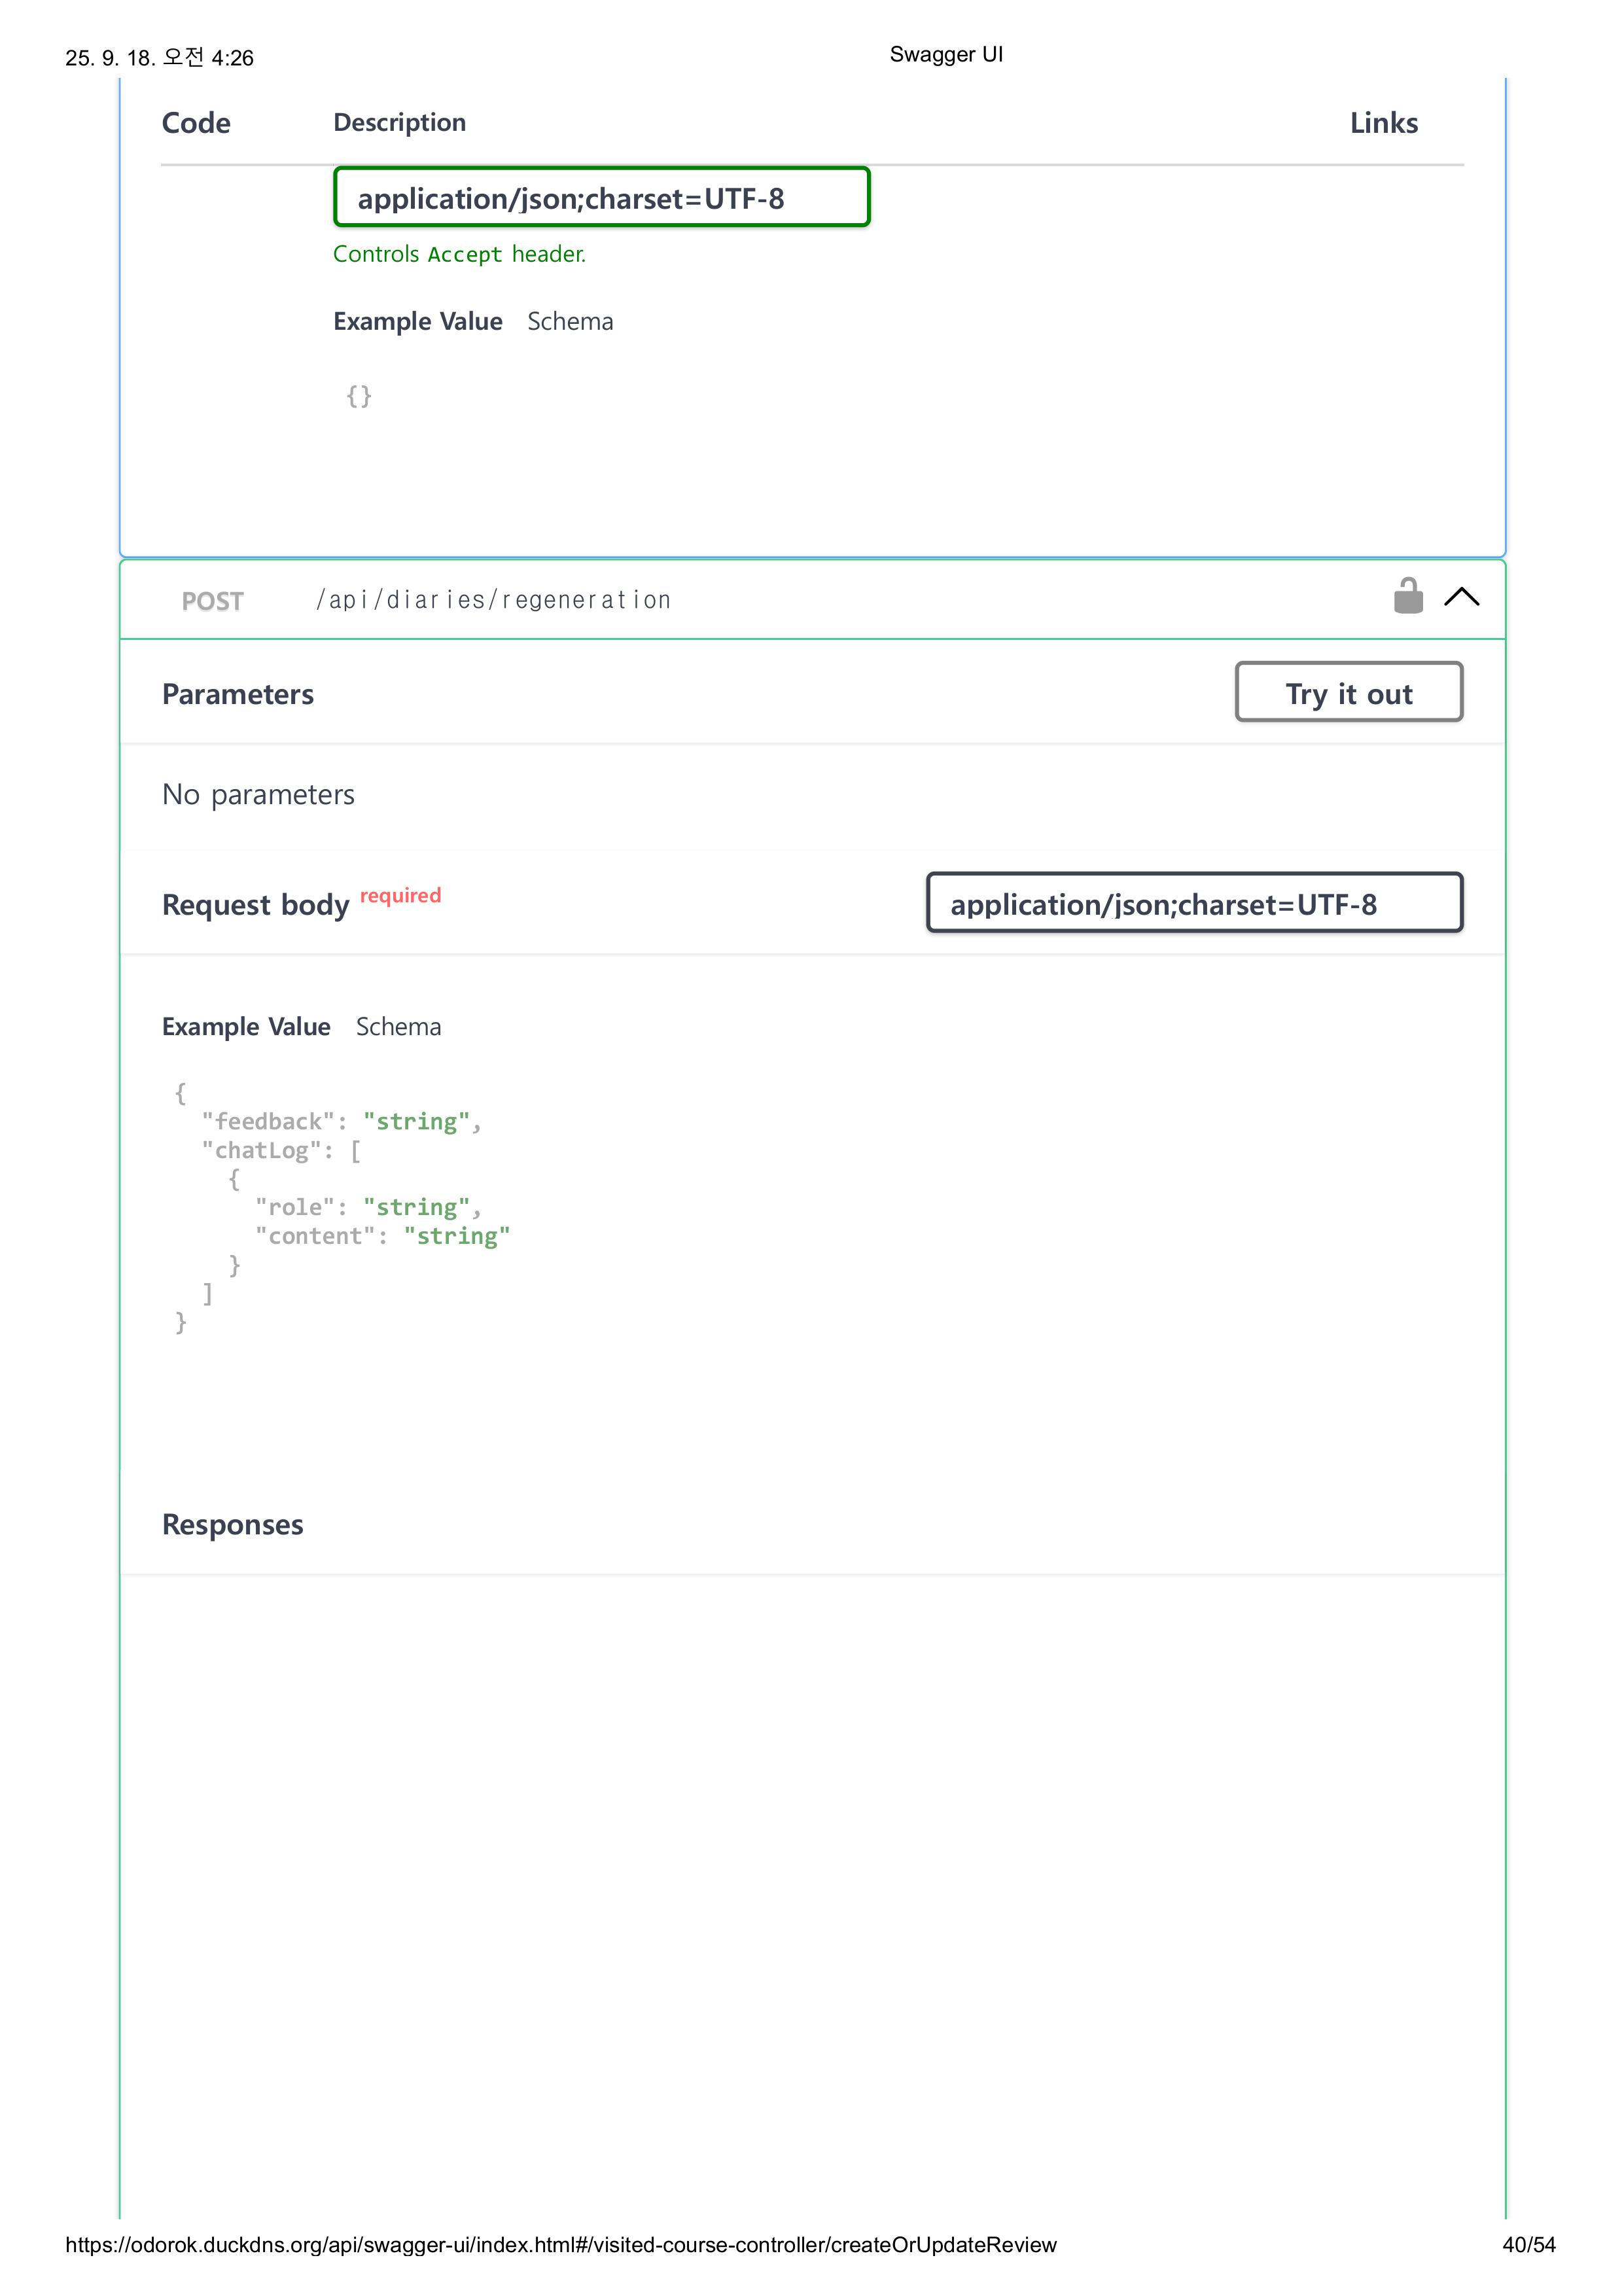 25. 9. 18. 오전 4:26 Swagger UI
Code Description Links
application/json;charset=UTF-8
Controls Accept header.
Example Value Schema
{}
POST /api/diaries/regeneration
Parameters Try it out
No parameters
Request body required application/json;charset=UTF-8
Example Value Schema
{
  "feedback": "string",
  "chatLog": [
    {
      "role": "string",
      "content": "string"
    }
  ]
}
Responses
https://odorok.duckdns.org/api/swagger-ui/index.html#/visited-course-controller/createOrUpdateReview 40/54